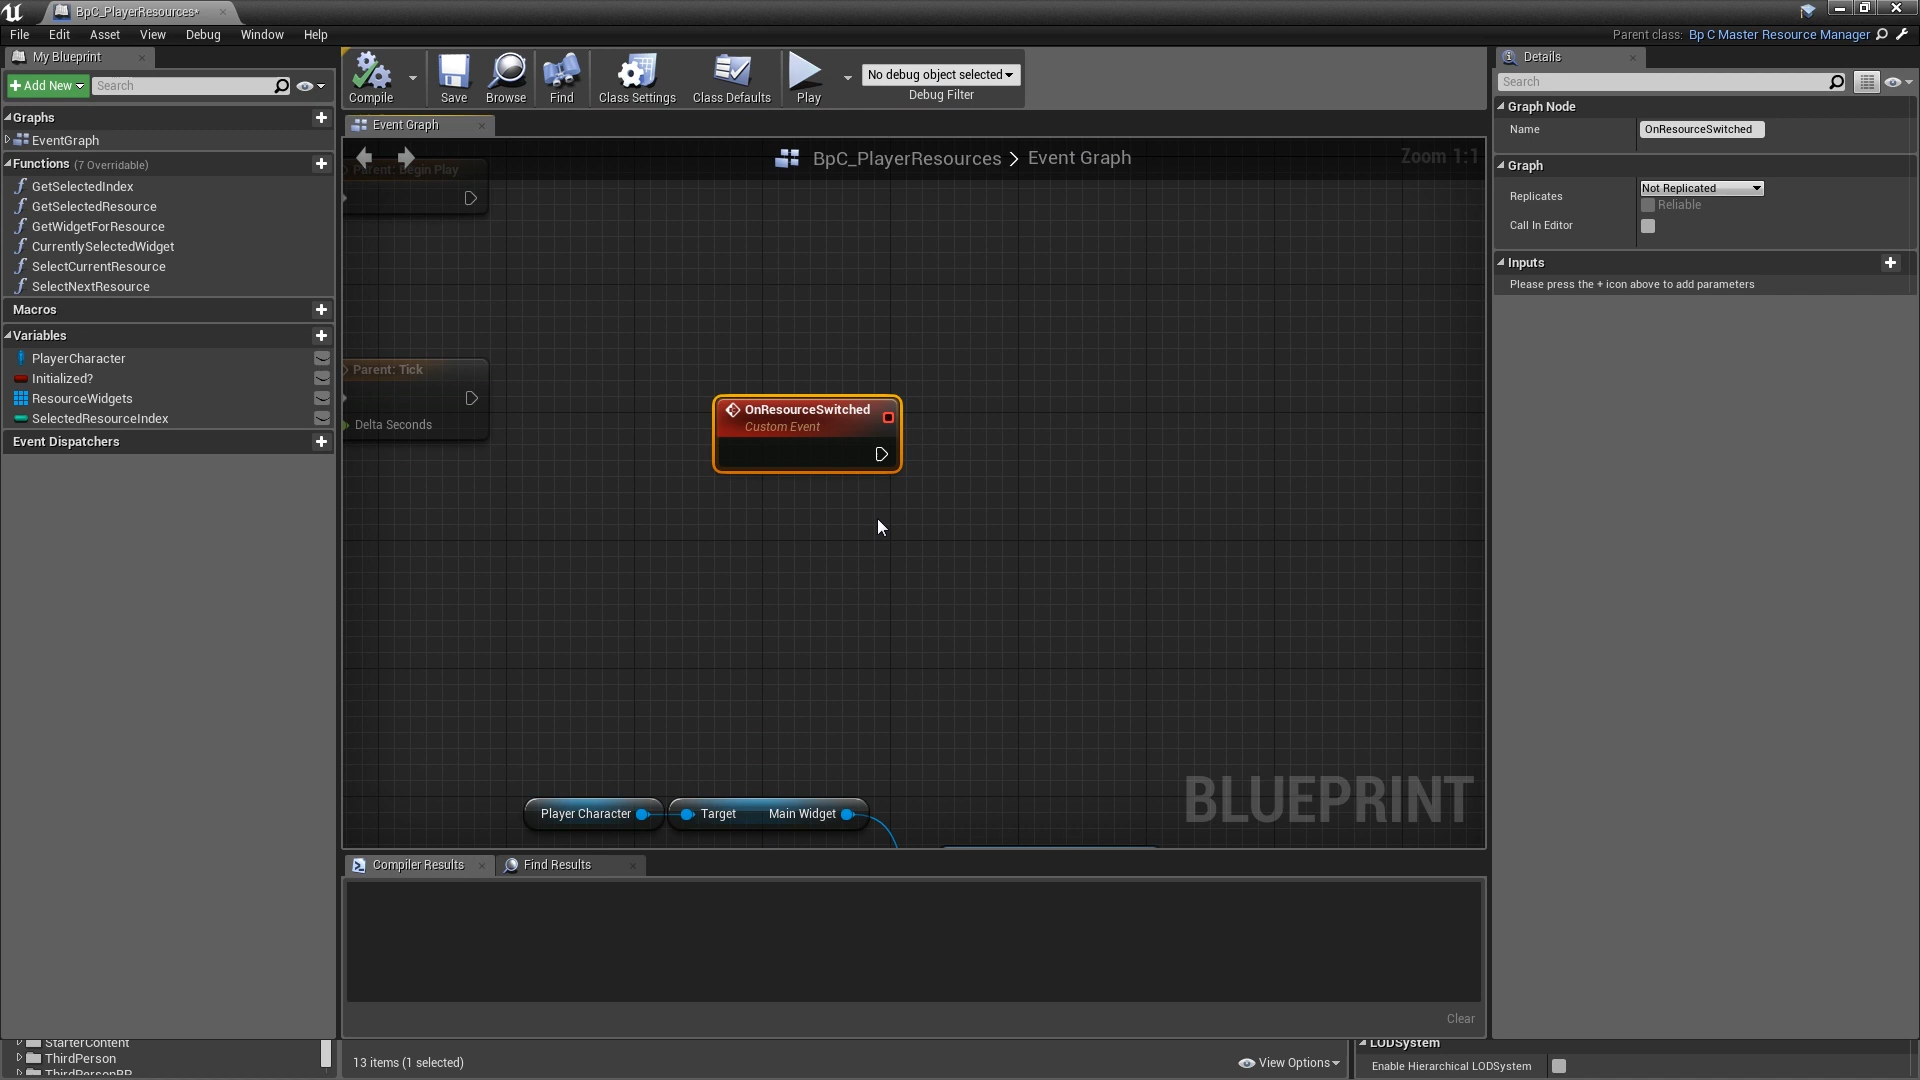 BpC_PlayerResources*
File Edit Asset View Debug Window Help
Parent class: Bp C Master Resource Manager
My Blueprint
Add New
Search
Graphs
EventGraph
Functions (7 Overridable)
GetSelectedIndex
GetSelectedResource
GetWidgetForResource
CurrentlySelectedWidget
SelectCurrentResource
SelectNextResource
Macros
Variables
PlayerCharacter
Initialized?
ResourceWidgets
SelectedResourceIndex
Event Dispatchers
StarterContent
ThirdPerson
ThirdPersonBP
Compile
Save
Browse
Find
Class Settings
Class Defaults
Play
No debug object selected
Debug Filter
Event Graph
BpC_PlayerResources > Event Graph
Zoom 1:1
Parent: Begin Play
Parent: Tick
Delta Seconds
OnResourceSwitched
Custom Event
Player Character
Target Main Widget
BLUEPRINT
Compiler Results
Find Results
Clear
13 items (1 selected)
View Options
Details
Search
Graph Node
Name OnResourceSwitched
Graph
Replicates Not Replicated
Reliable
Call In Editor
Inputs
Please press the + icon above to add parameters
LODSystem
Enable Hierarchical LODSystem